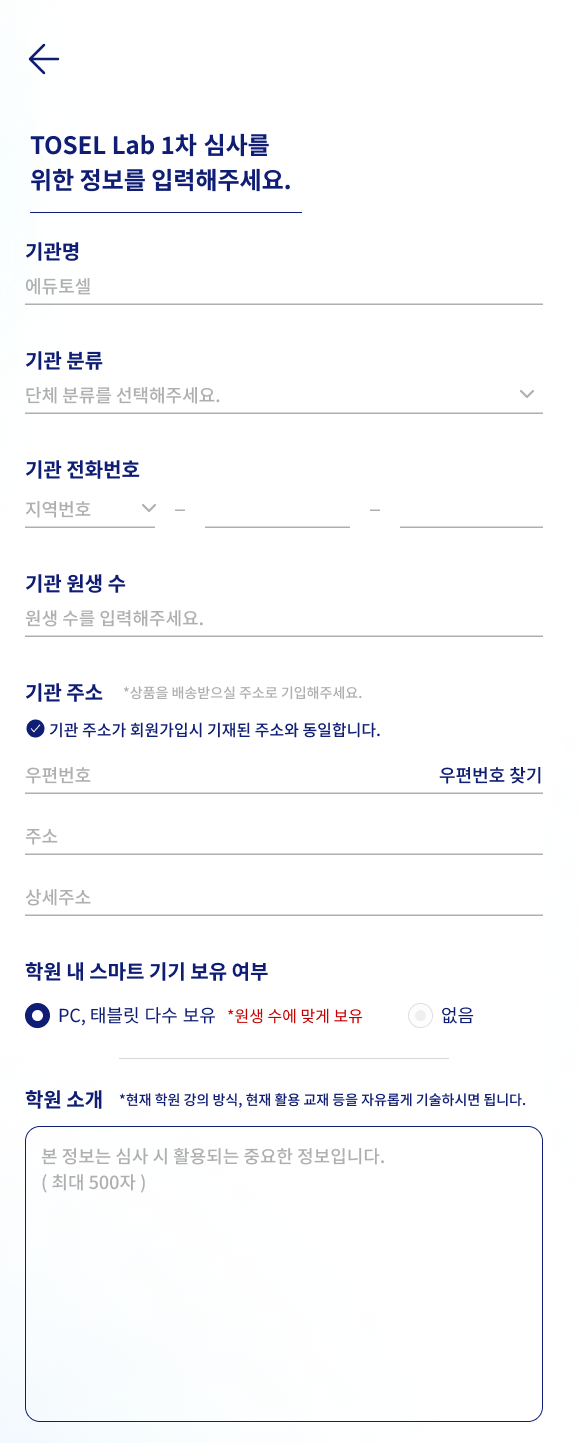 TOSEL Lab 1차 심사를
위한 정보를 입력해주세요.
기관명
에듀토셀
기관 분류
단체 분류를 선택해주세요.
기관 전화번호
지역번호 – –
기관 원생 수
원생 수를 입력해주세요.
기관 주소 *상품을 배송받으실 주소로 기입해주세요.
기관 주소가 회원가입시 기재된 주소와 동일합니다.
우편번호 우편번호 찾기
주소
상세주소
학원 내 스마트 기기 보유 여부
PC, 태블릿 다수 보유 *원생 수에 맞게 보유 없음
학원 소개 *현재 학원 강의 방식, 현재 활용 교재 등을 자유롭게 기술하시면 됩니다.
본 정보는 심사 시 활용되는 중요한 정보입니다.
( 최대 500자 )